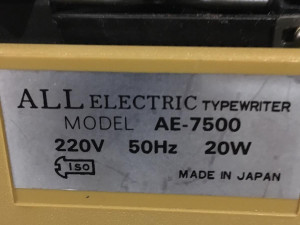 ALL ELECTRIC TYPEWRITER
MODEL AE-7500
220V 50Hz 20W
ISO
MADE IN JAPAN